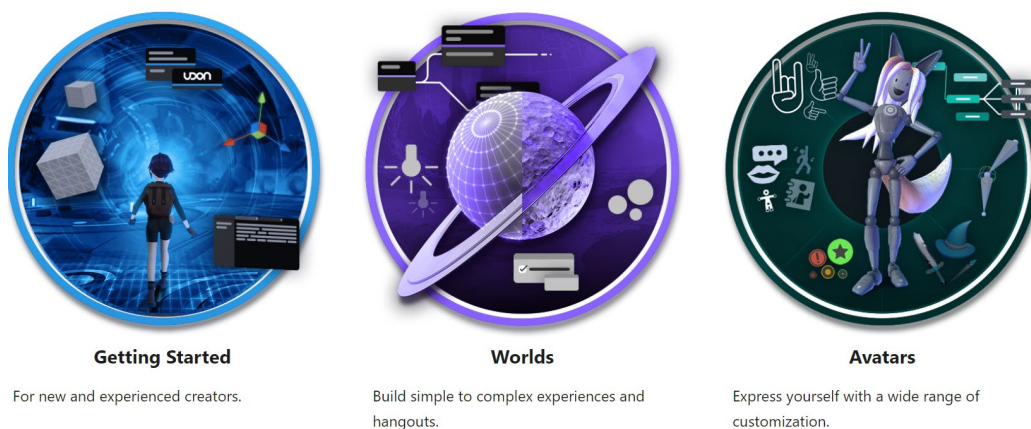 UDON
Getting Started
For new and experienced creators.
Worlds
Build simple to complex experiences and
hangouts.
Avatars
Express yourself with a wide range of
customization.